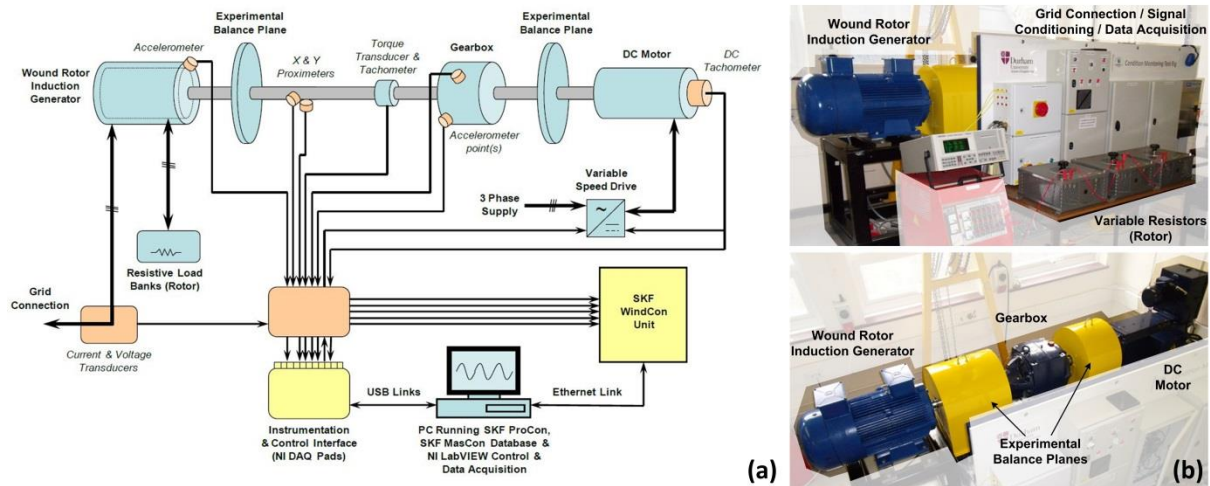 Accelerometer
Experimental
Balance Plane
X & Y
Proximeters
Torque
Transducer &
Tachometer
Gearbox
Experimental
Balance Plane
DC Motor
DC
Tachometer
Wound Rotor
Induction
Generator
Accelerometer
point(s)
3 Phase
Supply
Variable
Speed Drive
Resistive Load
Banks (Rotor)
Grid
Connection
Current & Voltage
Transducers
SKF
WindCon
Unit
USB Links
Ethernet Link
Instrumentation
& Control Interface
(NI DAQ Pads)
PC Running SKF ProCon,
SKF MasCon Database &
NI LabVIEW Control &
Data Acquisition
(a)
Wound Rotor
Induction Generator
Grid Connection / Signal
Conditioning / Data Acquisition
Durham
Variable Resistors
(Rotor)
Gearbox
Wound Rotor
Induction Generator
DC
Motor
Experimental
Balance Planes
(b)